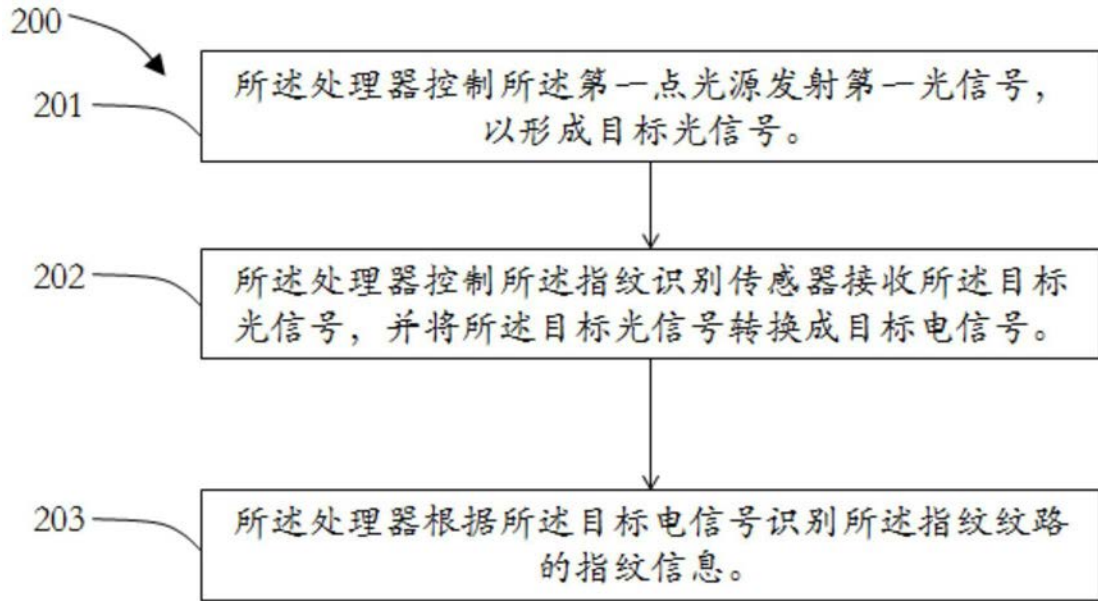 200
201
所述处理器控制所述第一点光源发射第一光信号，
以形成目标光信号。
202
所述处理器控制所述指纹识别传感器接收所述目标
光信号，并将所述目标光信号转换成目标电信号。
203
所述处理器根据所述目标电信号识别所述指纹纹路
的指纹信息。